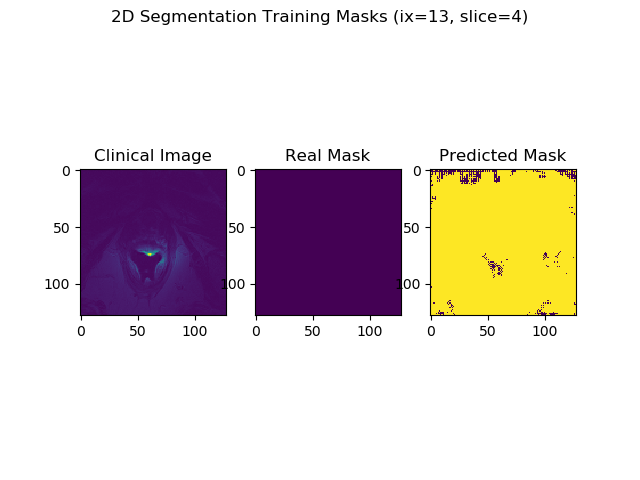 2D Segmentation Training Masks (ix=13, slice=4)
Clinical Image Real Mask Predicted Mask
0 0 0
50 50 50
100 100 100
0 50 100 0 50 100 0 50 100